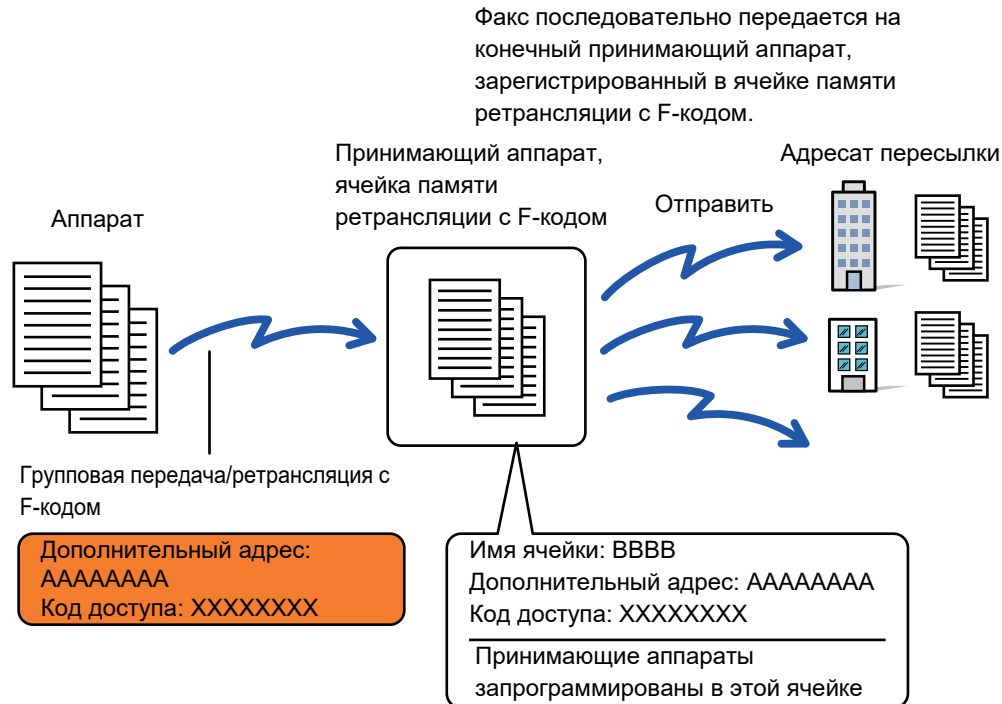 Факс последовательно передается на
конечный принимающий аппарат,
зарегистрированный в ячейке памяти
ретрансляции с F-кодом.
Принимающий аппарат,
ячейка памяти
ретрансляции с F-кодом
Адресат пересылки
Аппарат
Отправить
Групповая передача/ретрансляция с
F-кодом
Дополнительный адрес:
AAAAAAAA
Код доступа: XXXXXXXX
Имя ячейки: BBBB
Дополнительный адрес: AAAAAAAA
Код доступа: XXXXXXXX
Принимающие аппараты
запрограммированы в этой ячейке